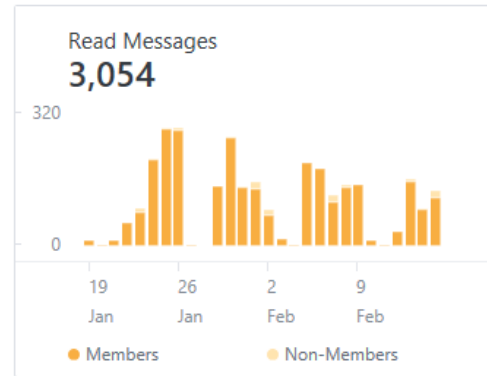 Read Messages
3,054
320
0
19 26 2 9
Jan Jan Feb Feb
Members Non-Members